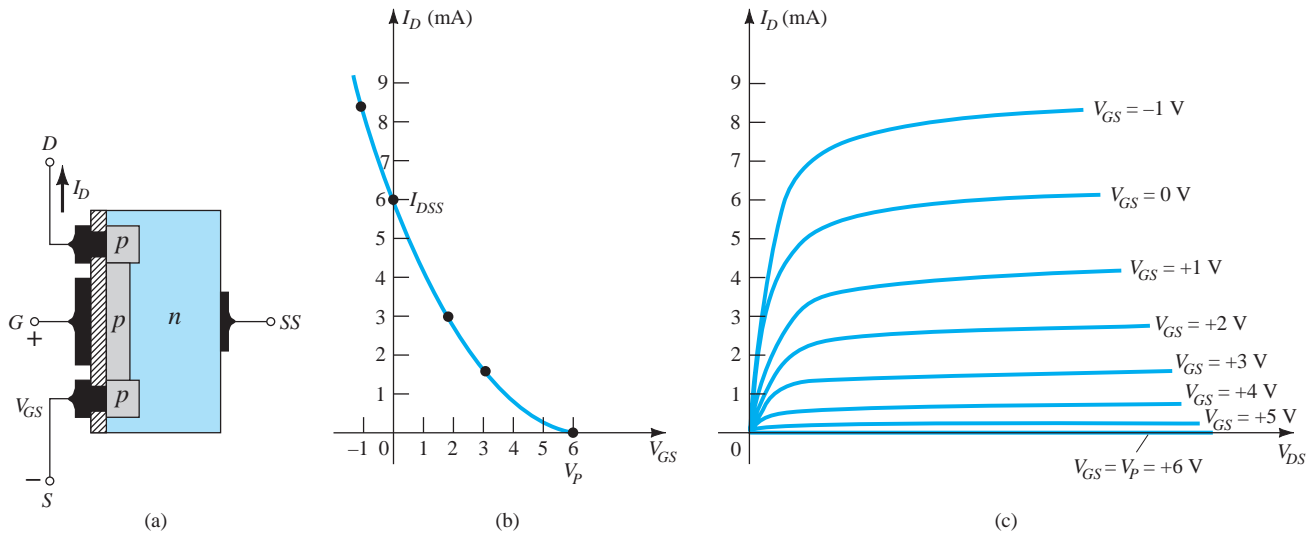 D
I_D
p
G
+
p
n
SS
p
V_GS
−
S
(a)
I_D (mA)
9
8
7
6
I_DSS
5
4
3
2
1
−1 0 1 2 3 4 5 6
V_P
V_GS
(b)
I_D (mA)
9
8
7
6
5
4
3
2
1
0
V_GS = −1 V
V_GS = 0 V
V_GS = +1 V
V_GS = +2 V
V_GS = +3 V
V_GS = +4 V
V_GS = +5 V
V_GS = V_P = +6 V
V_DS
(c)